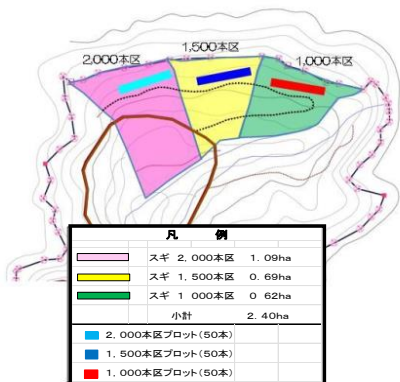 2,000本区
1,500本区
1,000本区
凡 例
スギ 2,000本区 1.09ha
スギ 1,500本区 0.69ha
スギ 1 000本区 0 62ha
小計 2.40ha
2,000本区プロット(50本)
1,500本区プロット(50本)
1,000本区プロット(50本)